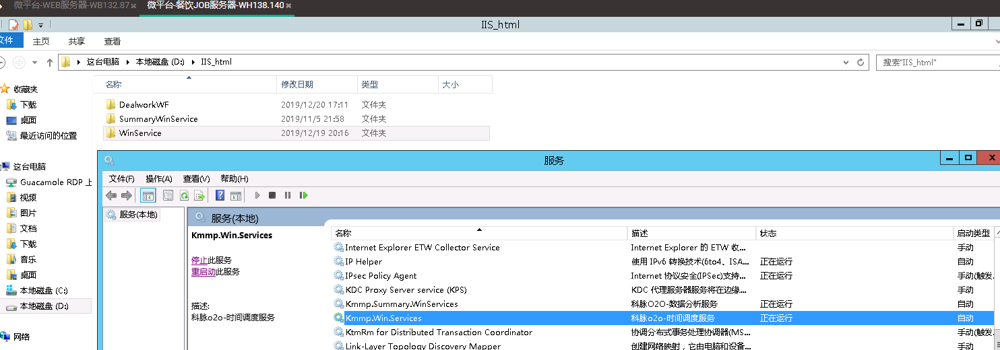 微平台-WEB服务器-WB132.87 × 微平台-餐饮JOB服务器-WH138.140 ×
IIS_html
文件 主页 共享 查看
这台电脑 本地磁盘 (D:) IIS_html 搜索"IIS_html"
收藏夹
下载
桌面
最近访问的位置
这台电脑
Guacamole RDP 上
视频
图片
文档
下载
音乐
桌面
本地磁盘 (C:)
本地磁盘 (D:)
网络
名称 修改日期 类型 大小
DealworkWF 2019/12/20 17:11 文件夹
SummaryWinService 2019/11/5 21:58 文件夹
WinService 2019/12/19 20:16 文件夹
服务
文件(F) 操作(A) 查看(V) 帮助(H)
服务(本地)
服务(本地)
Kmmp.Win.Services
停止此服务
重启动此服务
描述:
科脉o2o-时间调度服务
名称 描述 状态 启动类型
Internet Explorer ETW Collector Service Internet Explorer 的 ETW 收... 手动
IP Helper 使用 IPv6 转换技术(6to4、ISA... 正在运行 自动
IPsec Policy Agent Internet 协议安全(IPSec)支持... 正在运行 手动(触发
KDC Proxy Server service (KPS) KDC 代理服务器服务将在边缘... 手动
Kmmp.Summary.WinServices 科脉O2O-数据分析服务 正在运行 自动
Kmmp.Win.Services 科脉o2o-时间调度服务 正在运行 自动
KtmRm for Distributed Transaction Coordinator 协调分布式事务处理协调器(MS... 手动(触发
Link-Layer Topology Discovery Mapper 创建网络映射，它由电脑和设备... 手动